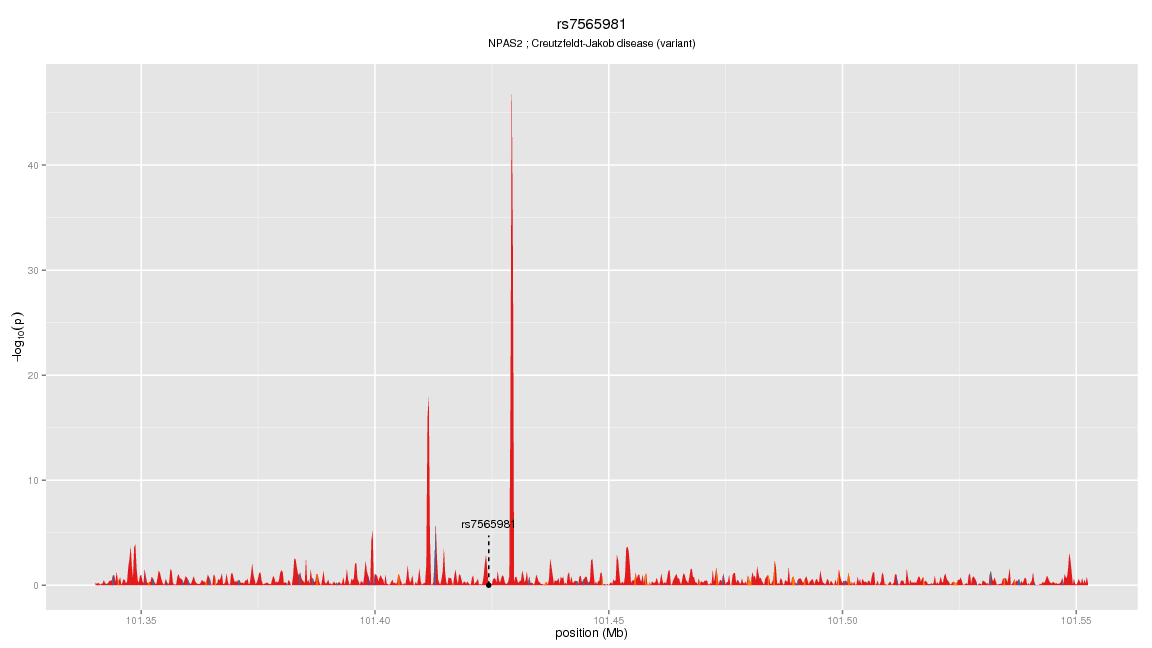 rs7565981
NPAS2 ; Creutzfeldt-Jakob disease (variant)
−log10(p)
40
30
20
10
0
rs7565981
101.35
101.40
101.45
101.50
101.55
position (Mb)